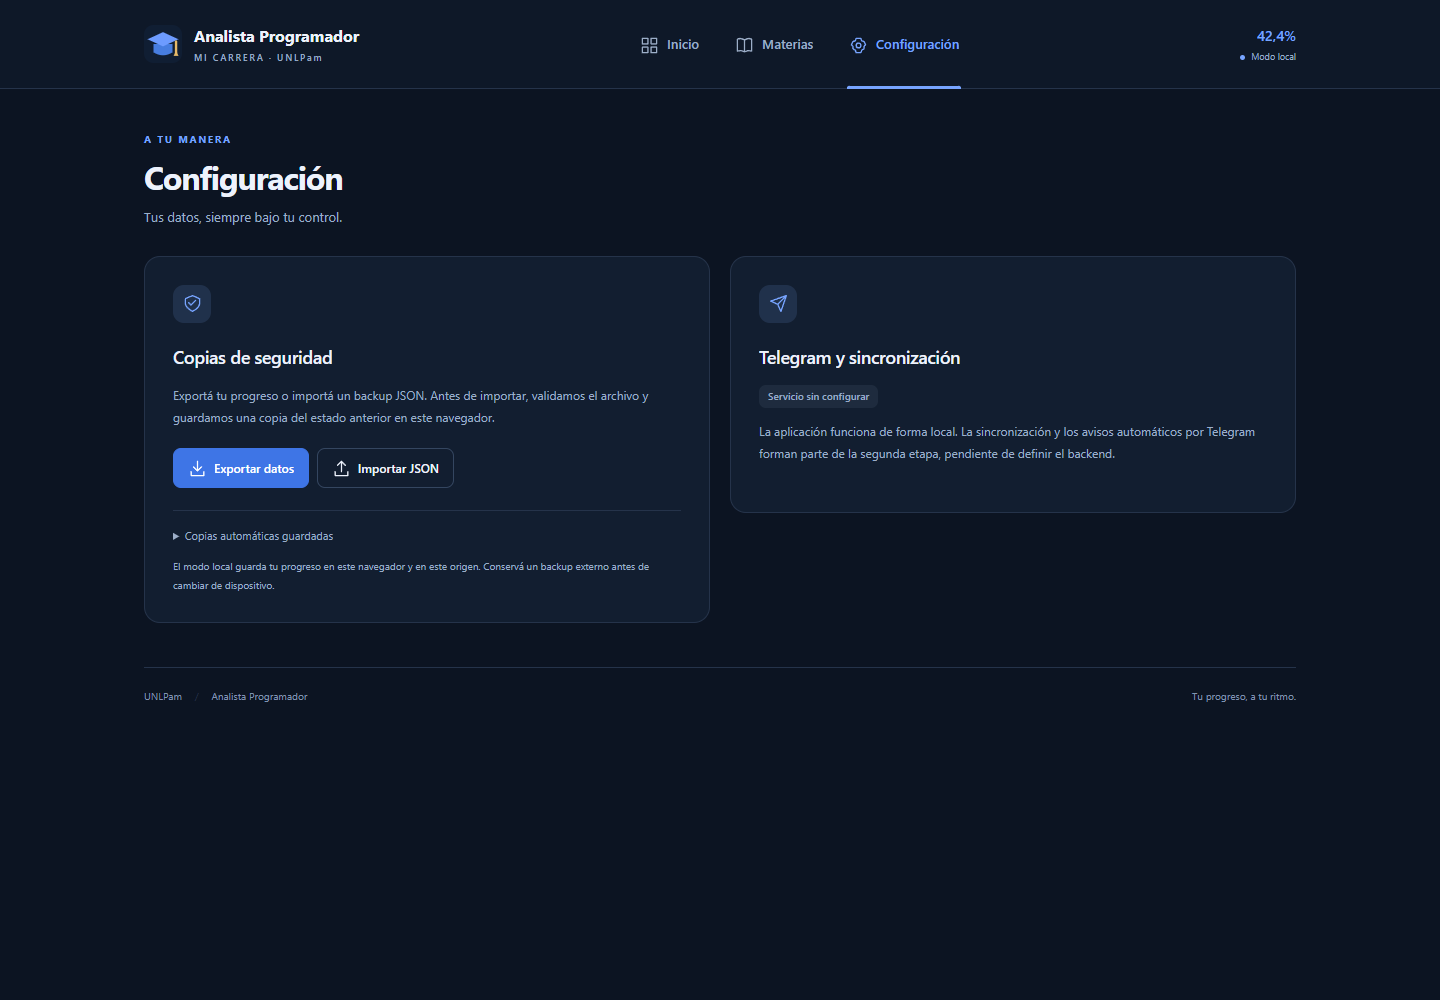 Analista Programador
MI CARRERA · UNLPam
Inicio
Materias
Configuración
42,4%
Modo local
A TU MANERA
Configuración
Tus datos, siempre bajo tu control.
Copias de seguridad
Exportá tu progreso o importá un backup JSON. Antes de importar, validamos el archivo y
guardamos una copia del estado anterior en este navegador.
Exportar datos
Importar JSON
Copias automáticas guardadas
El modo local guarda tu progreso en este navegador y en este origen. Conservá un backup externo antes de
cambiar de dispositivo.
Telegram y sincronización
Servicio sin configurar
La aplicación funciona de forma local. La sincronización y los avisos automáticos por Telegram
forman parte de la segunda etapa, pendiente de definir el backend.
UNLPam / Analista Programador
Tu progreso, a tu ritmo.